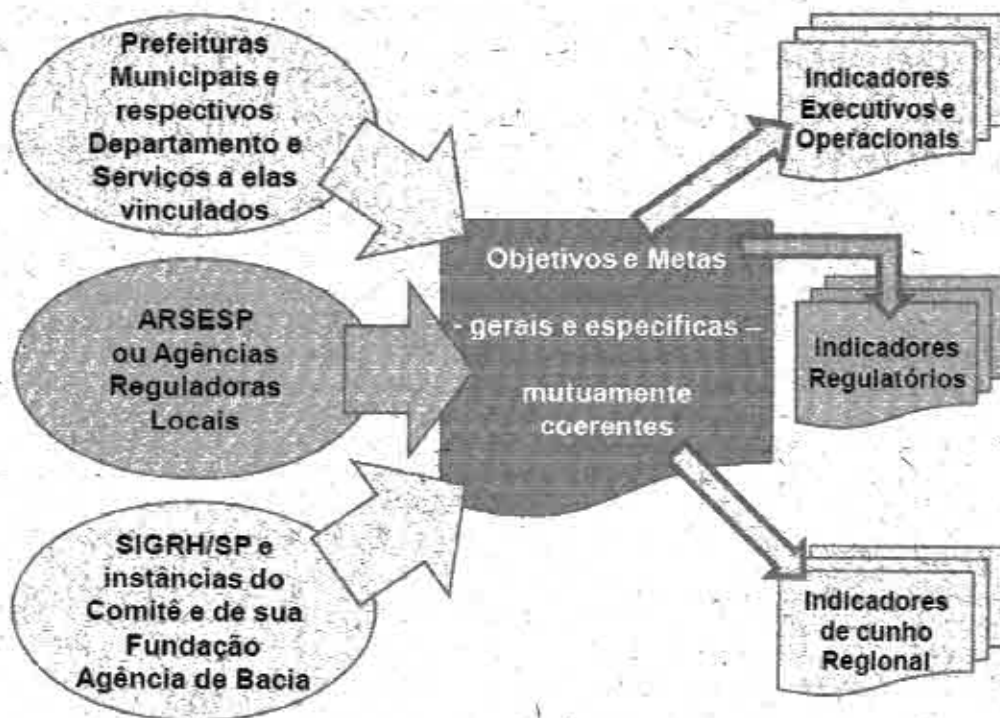 Prefeituras
Municipais e
respectivos
Departamento e
Serviços a elas
vinculados
ARSESP
ou Agências
Reguladoras
Locais
SIGRH/SP e
instâncias do
Comitê e de sua
Fundação
Agência de Bacia
Objetivos e Metas
- gerais e específicas –
mutuamente
coerentes
Indicadores
Executivos e
Operacionais
Indicadores
Regulatórios
Indicadores
de cunho
Regional